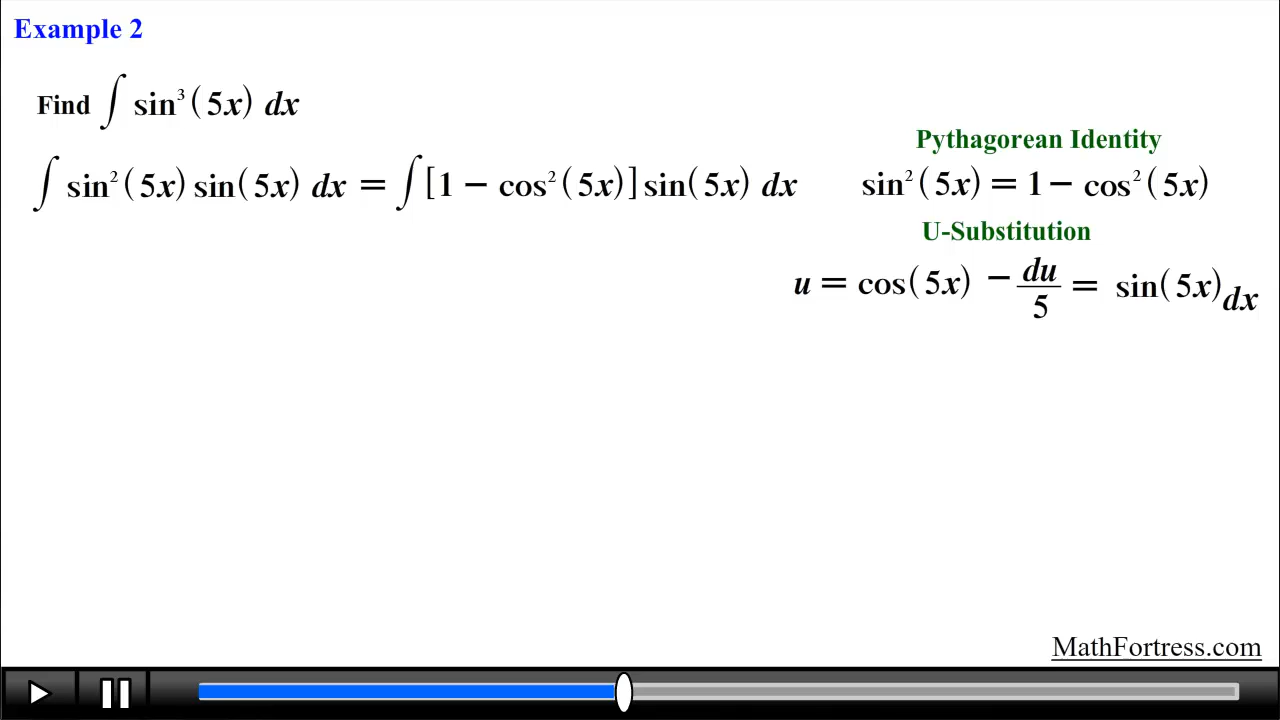 Example 2
Find ∫ sin³(5x) dx
Pythagorean Identity
∫ sin²(5x) sin(5x) dx = ∫ [1 − cos²(5x)] sin(5x) dx
sin²(5x) = 1 − cos²(5x)
U-Substitution
u = cos(5x) − du/5 = sin(5x) dx
MathFortress.com